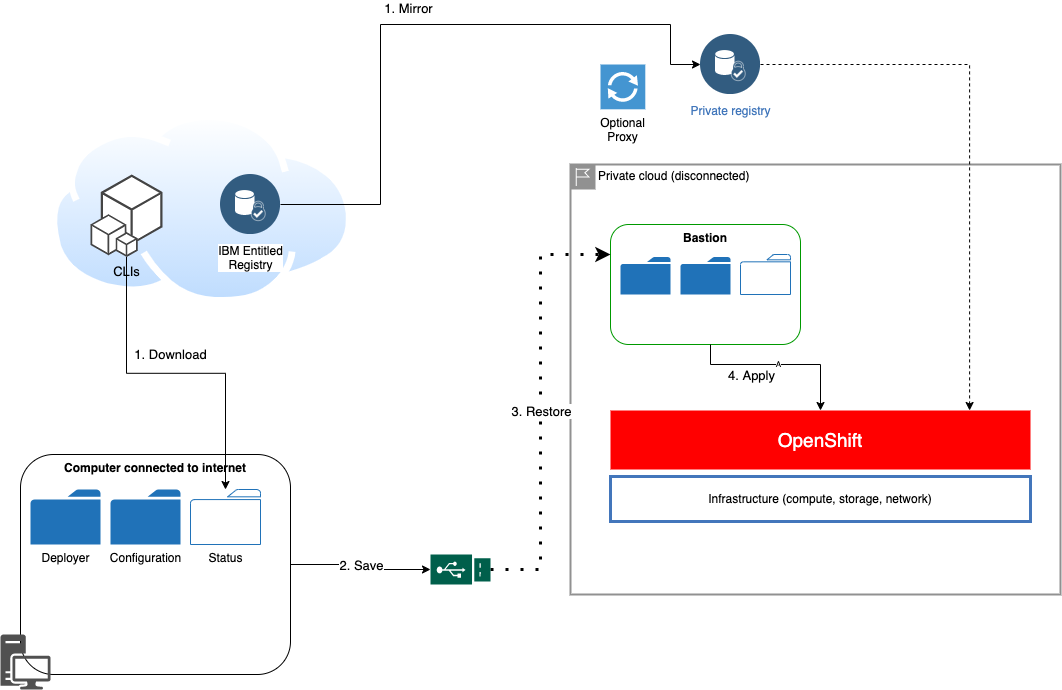 1. Mirror
Optional
Proxy
Private registry
Private cloud (disconnected)
CLIs
IBM Entitled
Registry
Bastion
1. Download
4. Apply
3. Restore
OpenShift
Computer connected to internet
Infrastructure (compute, storage, network)
Deployer
Configuration
Status
2. Save